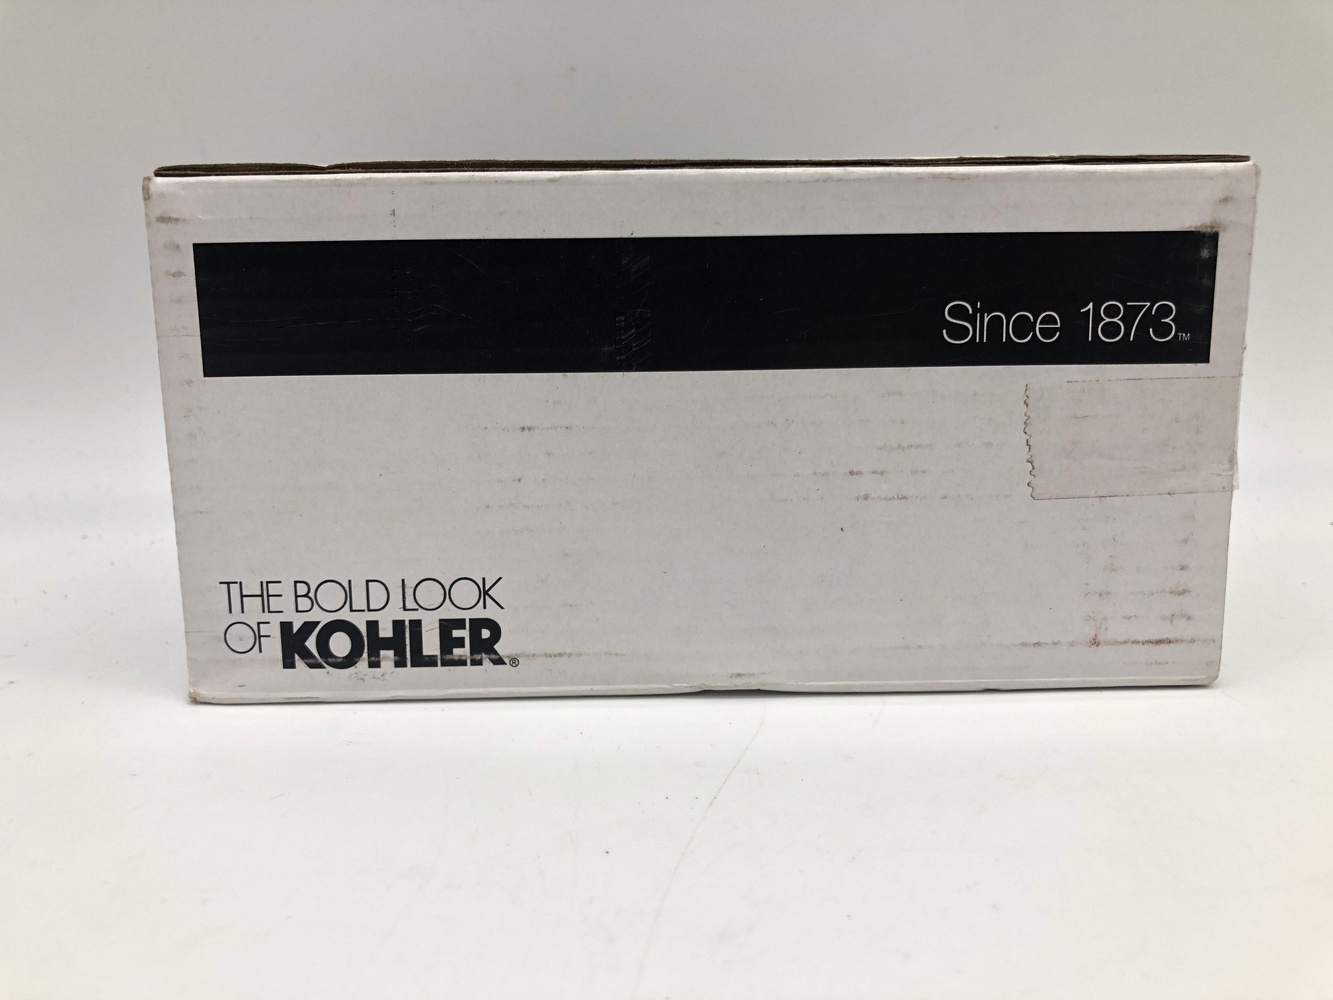 Since 1873™
THE BOLD LOOK
OF KOHLER®